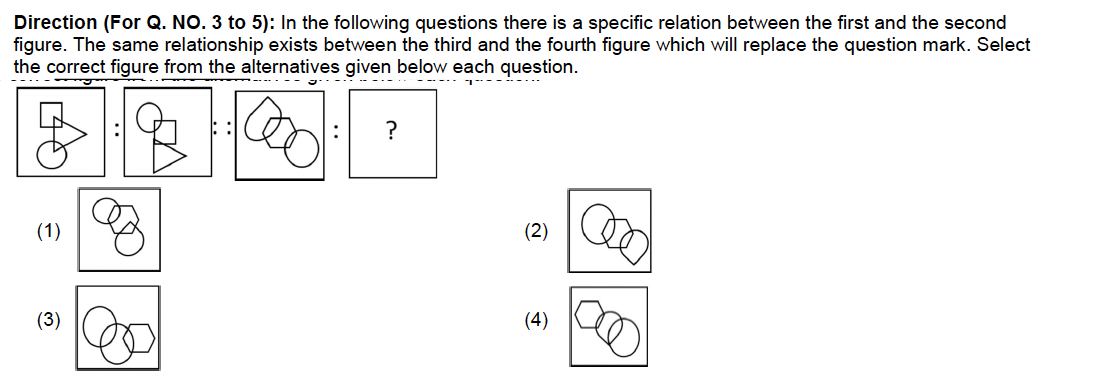 Direction (For Q. NO. 3 to 5): In the following questions there is a specific relation between the first and the second
figure. The same relationship exists between the third and the fourth figure which will replace the question mark. Select
the correct figure from the alternatives given below each question.
: : : : ?
(1) (2)
(3) (4)